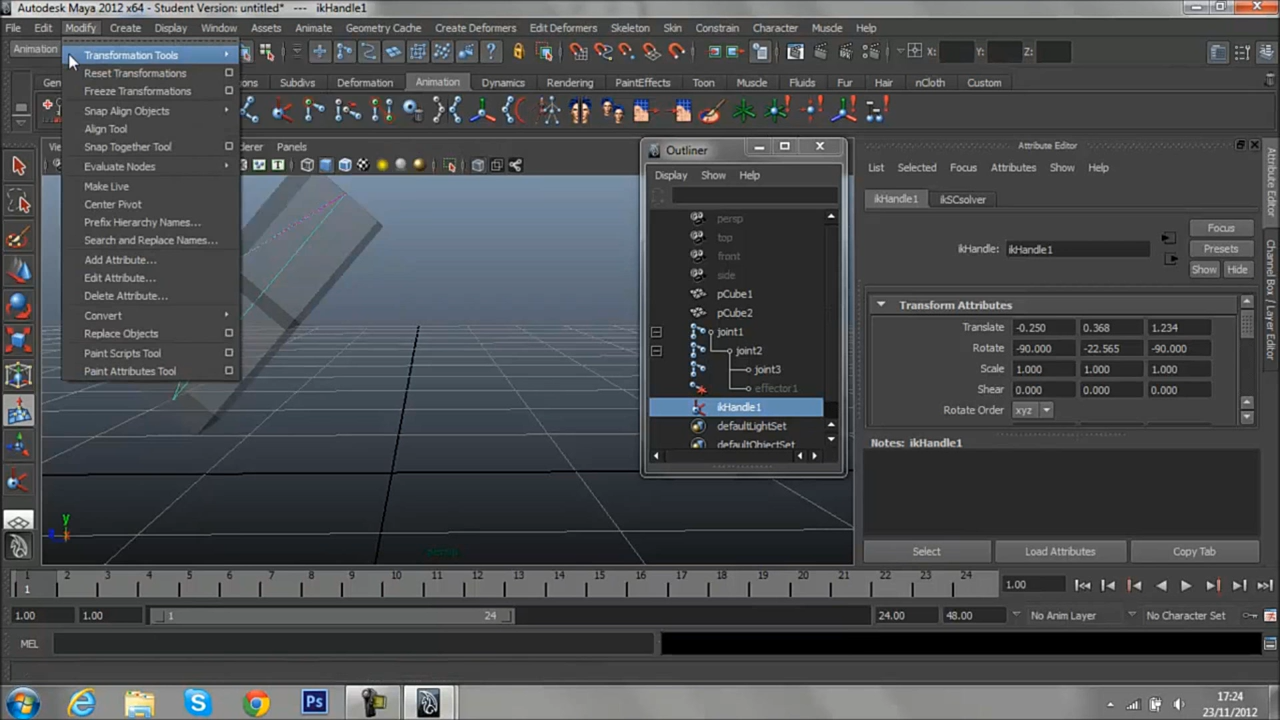 Autodesk Maya 2012 x64 - Student Version: untitled* --- ikHandle1
File Edit Modify Create Display Window Assets Animate Geometry Cache Create Deformers Edit Deformers Skeleton Skin Constrain Character Muscle Help
Animation
X: Y: Z:
Transformation Tools
Reset Transformations
Freeze Transformations
Snap Align Objects
Align Tool
Snap Together Tool
Evaluate Nodes
Make Live
Center Pivot
Prefix Hierarchy Names...
Search and Replace Names...
Add Attribute...
Edit Attribute...
Delete Attribute...
Convert
Replace Objects
Paint Scripts Tool
Paint Attributes Tool
Subdivs Deformation Animation Dynamics Rendering PaintEffects Toon Muscle Fluids Fur Hair nCloth Custom
Panels
Outliner
Display Show Help
persp
top
front
side
pCube1
pCube2
joint1
joint2
joint3
effector1
ikHandle1
defaultLightSet
defaultObjectSet
Attribute Editor
List Selected Focus Attributes Show Help
ikHandle1 ikSCsolver
ikHandle: ikHandle1
Focus
Presets
Show Hide
Transform Attributes
Translate -0.250 0.368 1.234
Rotate -90.000 -22.565 -90.000
Scale 1.000 1.000 1.000
Shear 0.000 0.000 0.000
Rotate Order xyz
Notes: ikHandle1
Select Load Attributes Copy Tab
Attribute Editor
Channel Box / Layer Editor
y
persp
1 2 3 4 5 6 7 8 9 10 11 12 13 14 15 16 17 18 19 20 21 22 23 24
1
1.00
1.00 1.00 1 24 24.00 48.00 No Anim Layer No Character Set
MEL
Ps
17:24
23/11/2012